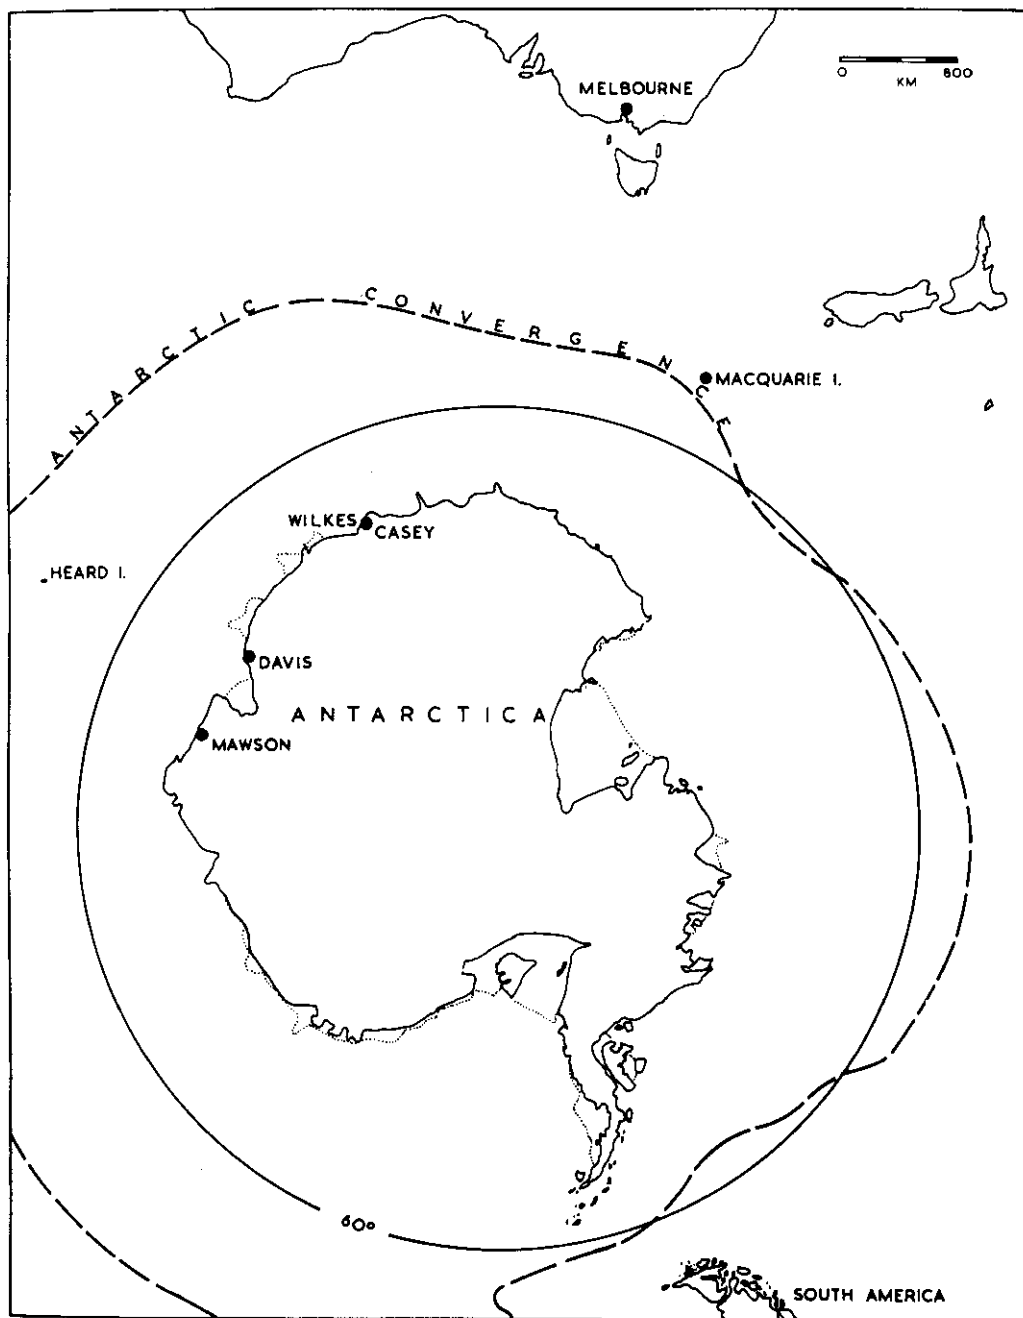 MELBOURNE
0 800
KM
ANTARCTIC CONVERGENCE
MACQUARIE I.
WILKES
CASEY
HEARD I.
DAVIS
ANTARCTICA
MAWSON
60°
SOUTH AMERICA